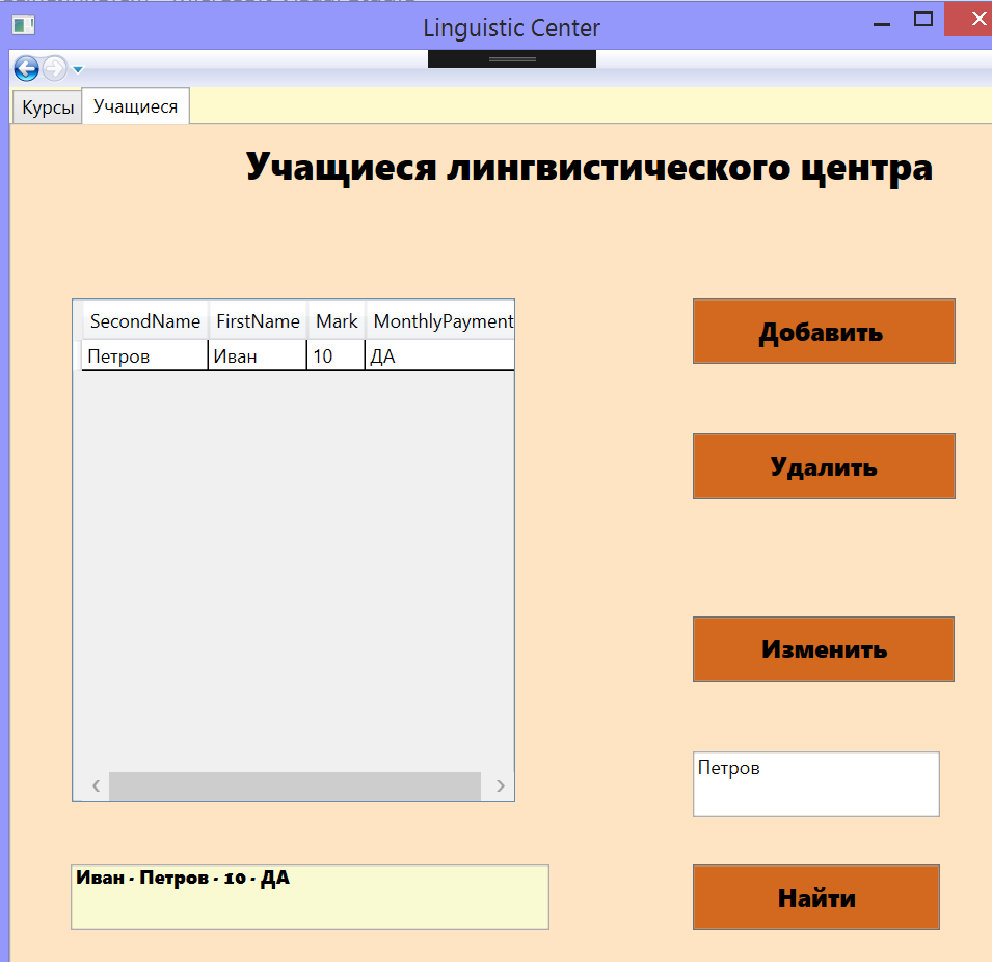 Linguistic Center
Курсы Учащиеся
Учащиеся лингвистического центра
SecondName FirstName Mark MonthlyPayment
Петров Иван 10 ДА
Добавить
Удалить
Изменить
Петров
Иван - Петров - 10 - ДА
Найти